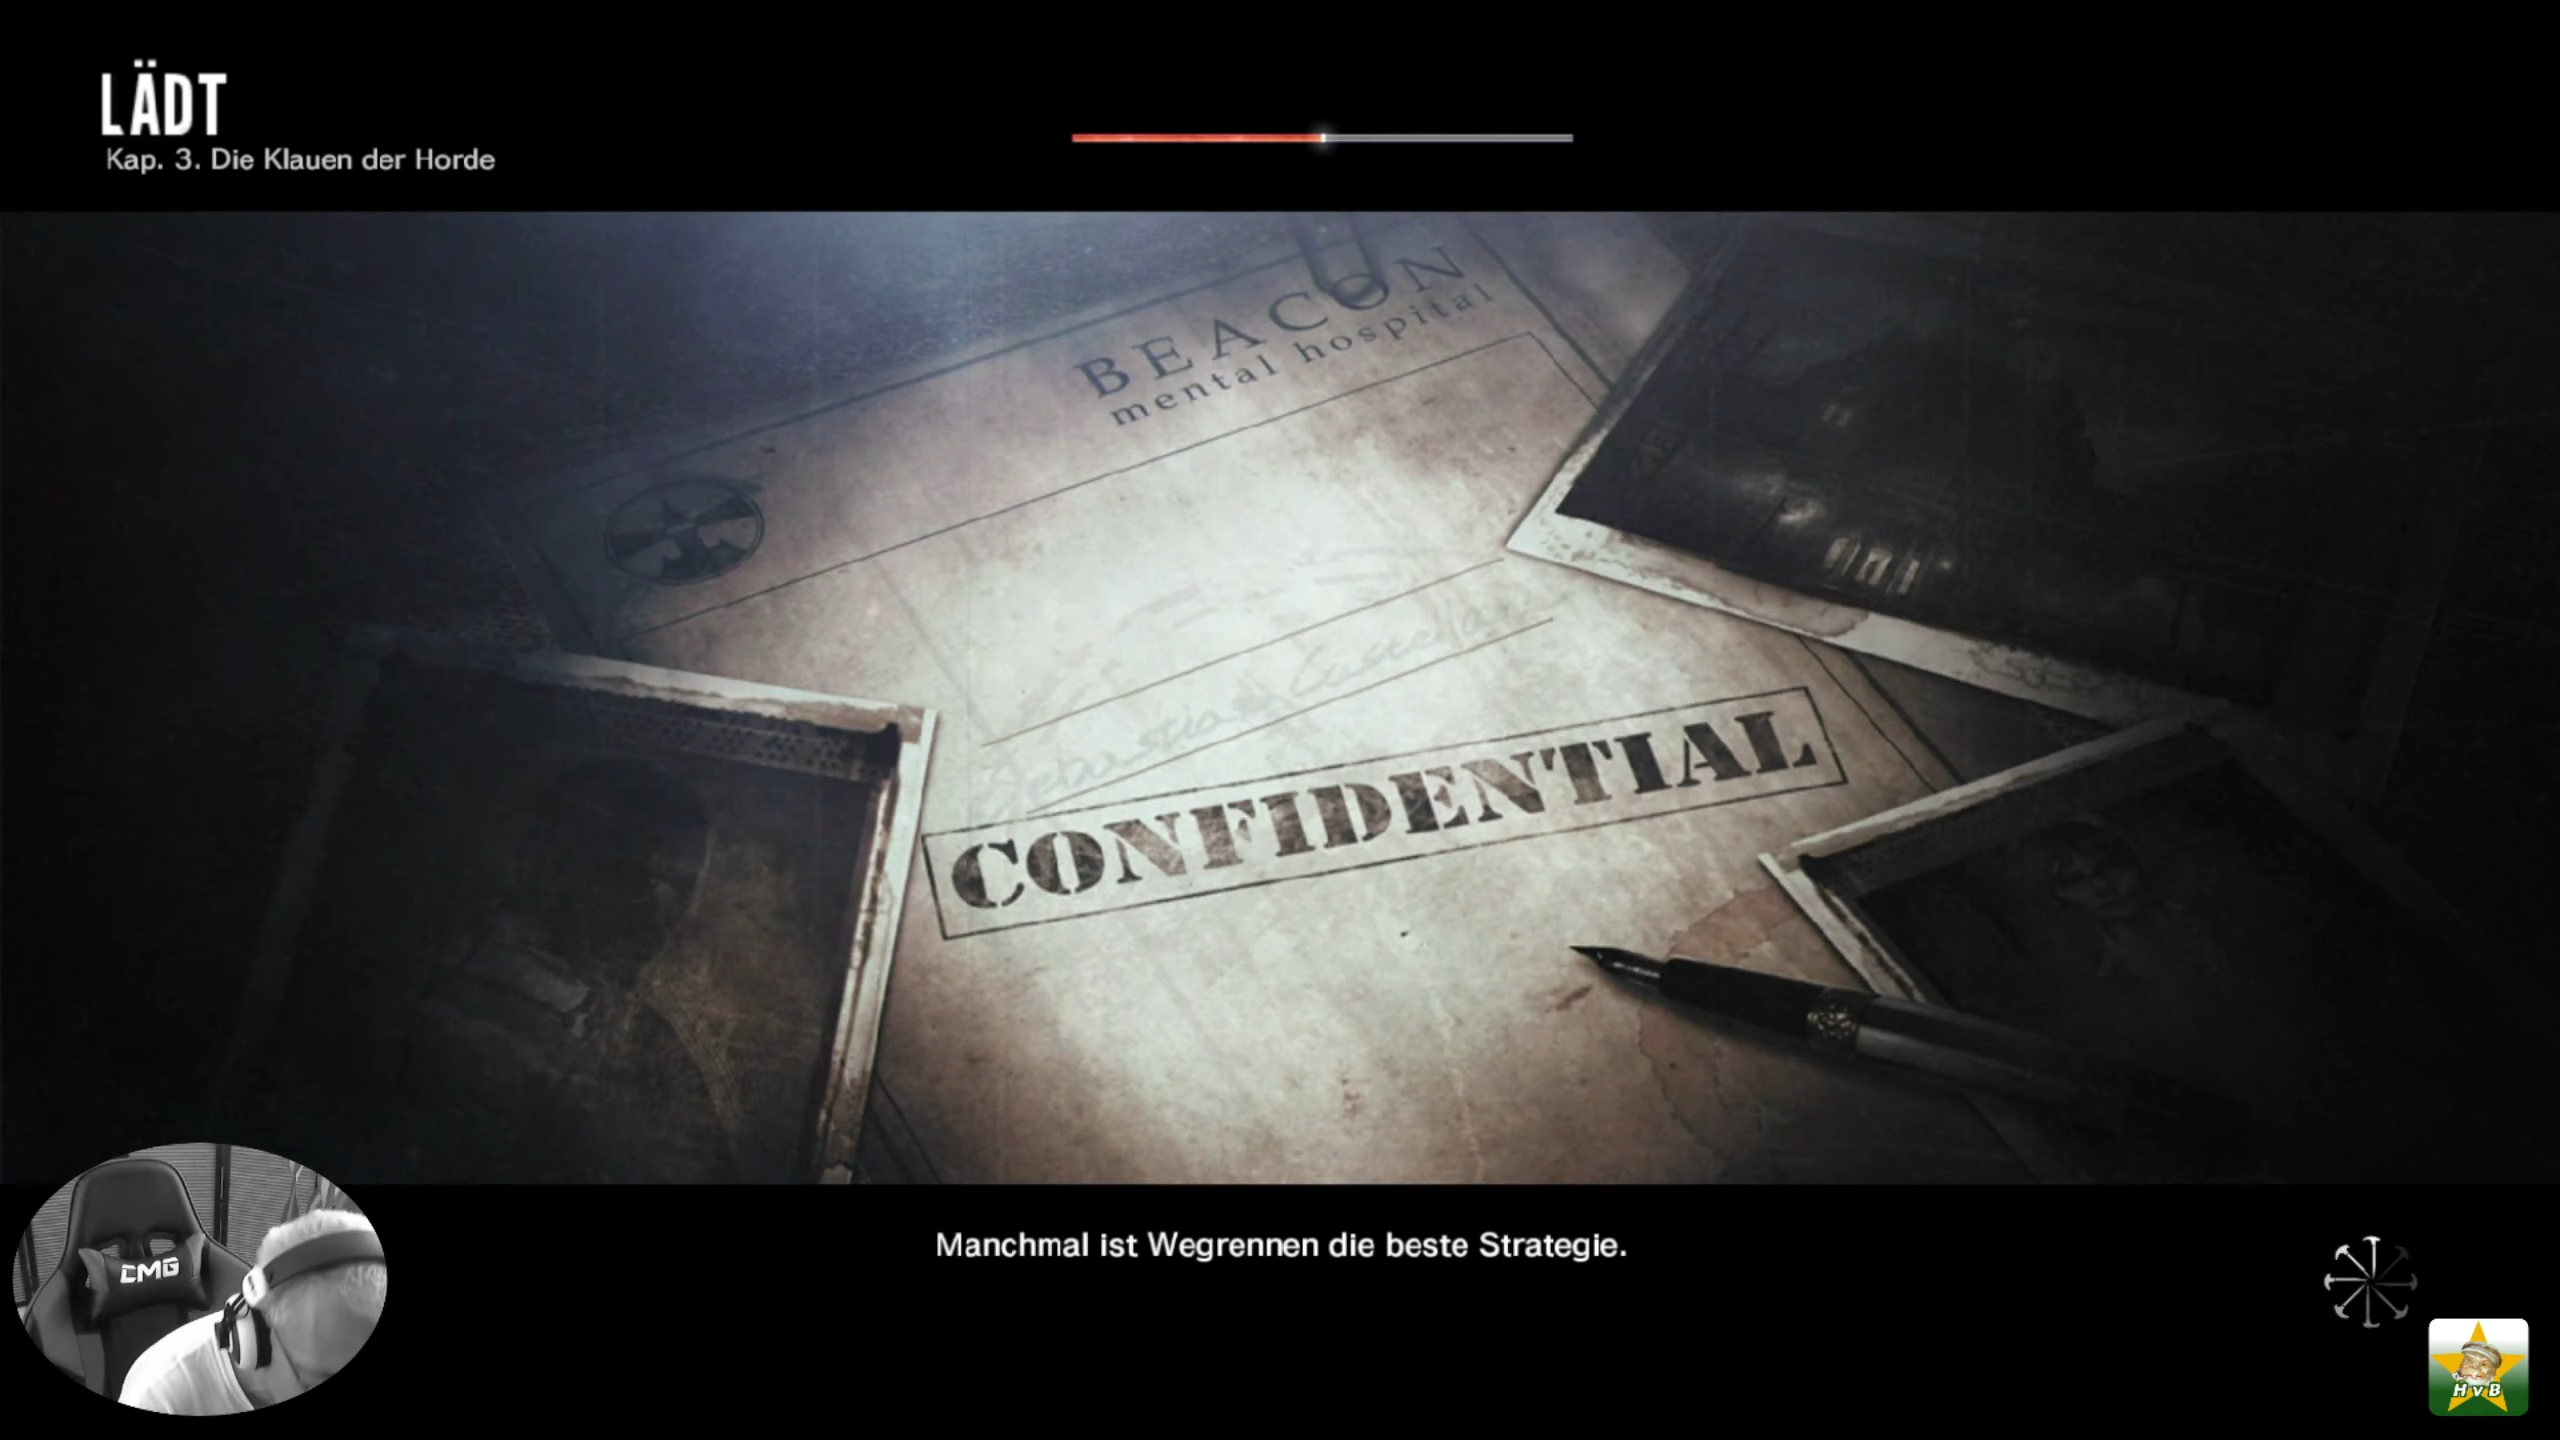 LÄDT
Kap. 3. Die Klauen der Horde
BEACON
mental hospital
CONFIDENTIAL
Manchmal ist Wegrennen die beste Strategie.
CMG
HvB